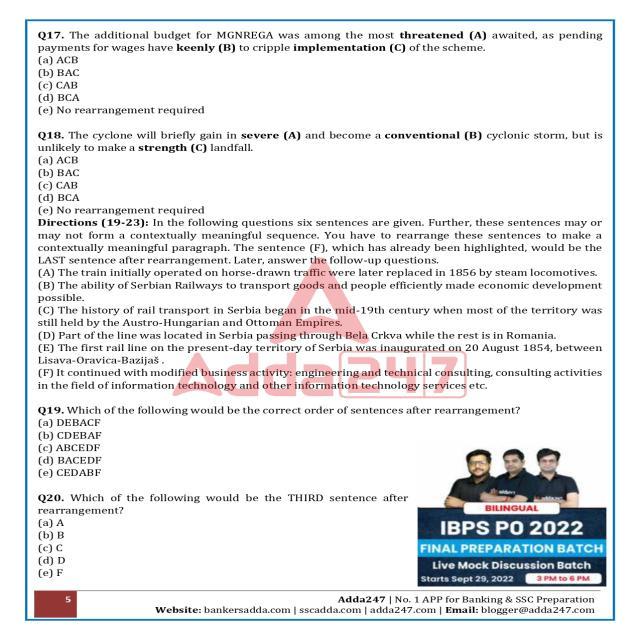 Q17. The additional budget for MGNREGA was among the most threatened (A) awaited, as pending
payments for wages have keenly (B) to cripple implementation (C) of the scheme.
(a) ACB
(b) BAC
(c) CAB
(d) BCA
(e) No rearrangement required
Q18. The cyclone will briefly gain in severe (A) and become a conventional (B) cyclonic storm, but is
unlikely to make a strength (C) landfall.
(a) ACB
(b) BAC
(c) CAB
(d) BCA
(e) No rearrangement required
Directions (19-23): In the following questions six sentences are given. Further, these sentences may or
may not form a contextually meaningful sequence. You have to rearrange these sentences to make a
contextually meaningful paragraph. The sentence (F), which has already been highlighted, would be the
LAST sentence after rearrangement. Later, answer the follow-up questions.
(A) The train initially operated on horse-drawn traffic were later replaced in 1856 by steam locomotives.
(B) The ability of Serbian Railways to transport goods and people efficiently made economic development
possible.
(C) The history of rail transport in Serbia began in the mid-19th century when most of the territory was
still held by the Austro-Hungarian and Ottoman Empires.
(D) Part of the line was located in Serbia passing through Bela Crkva while the rest is in Romania.
(E) The first rail line on the present-day territory of Serbia was inaugurated on 20 August 1854, between
Lisava-Oravica-Bazijaš .
(F) It continued with modified business activity: engineering and technical consulting, consulting activities
in the field of information technology and other information technology services etc.
Adda247
Q19. Which of the following would be the correct order of sentences after rearrangement?
(a) DEBACF
(b) CDEBAF
(c) ABCEDF
(d) BACEDF
(e) CEDABF
Q20. Which of the following would be the THIRD sentence after
rearrangement?
(a) A
(b) B
(c) C
(d) D
(e) F
BILINGUAL
IBPS PO 2022
FINAL PREPARATION BATCH
Live Mock Discussion Batch
Starts Sept 29, 2022 3 PM to 6 PM
5 Adda247 | No. 1 APP for Banking & SSC Preparation
Website: bankersadda.com | sscadda.com | adda247.com | Email: blogger@adda247.com